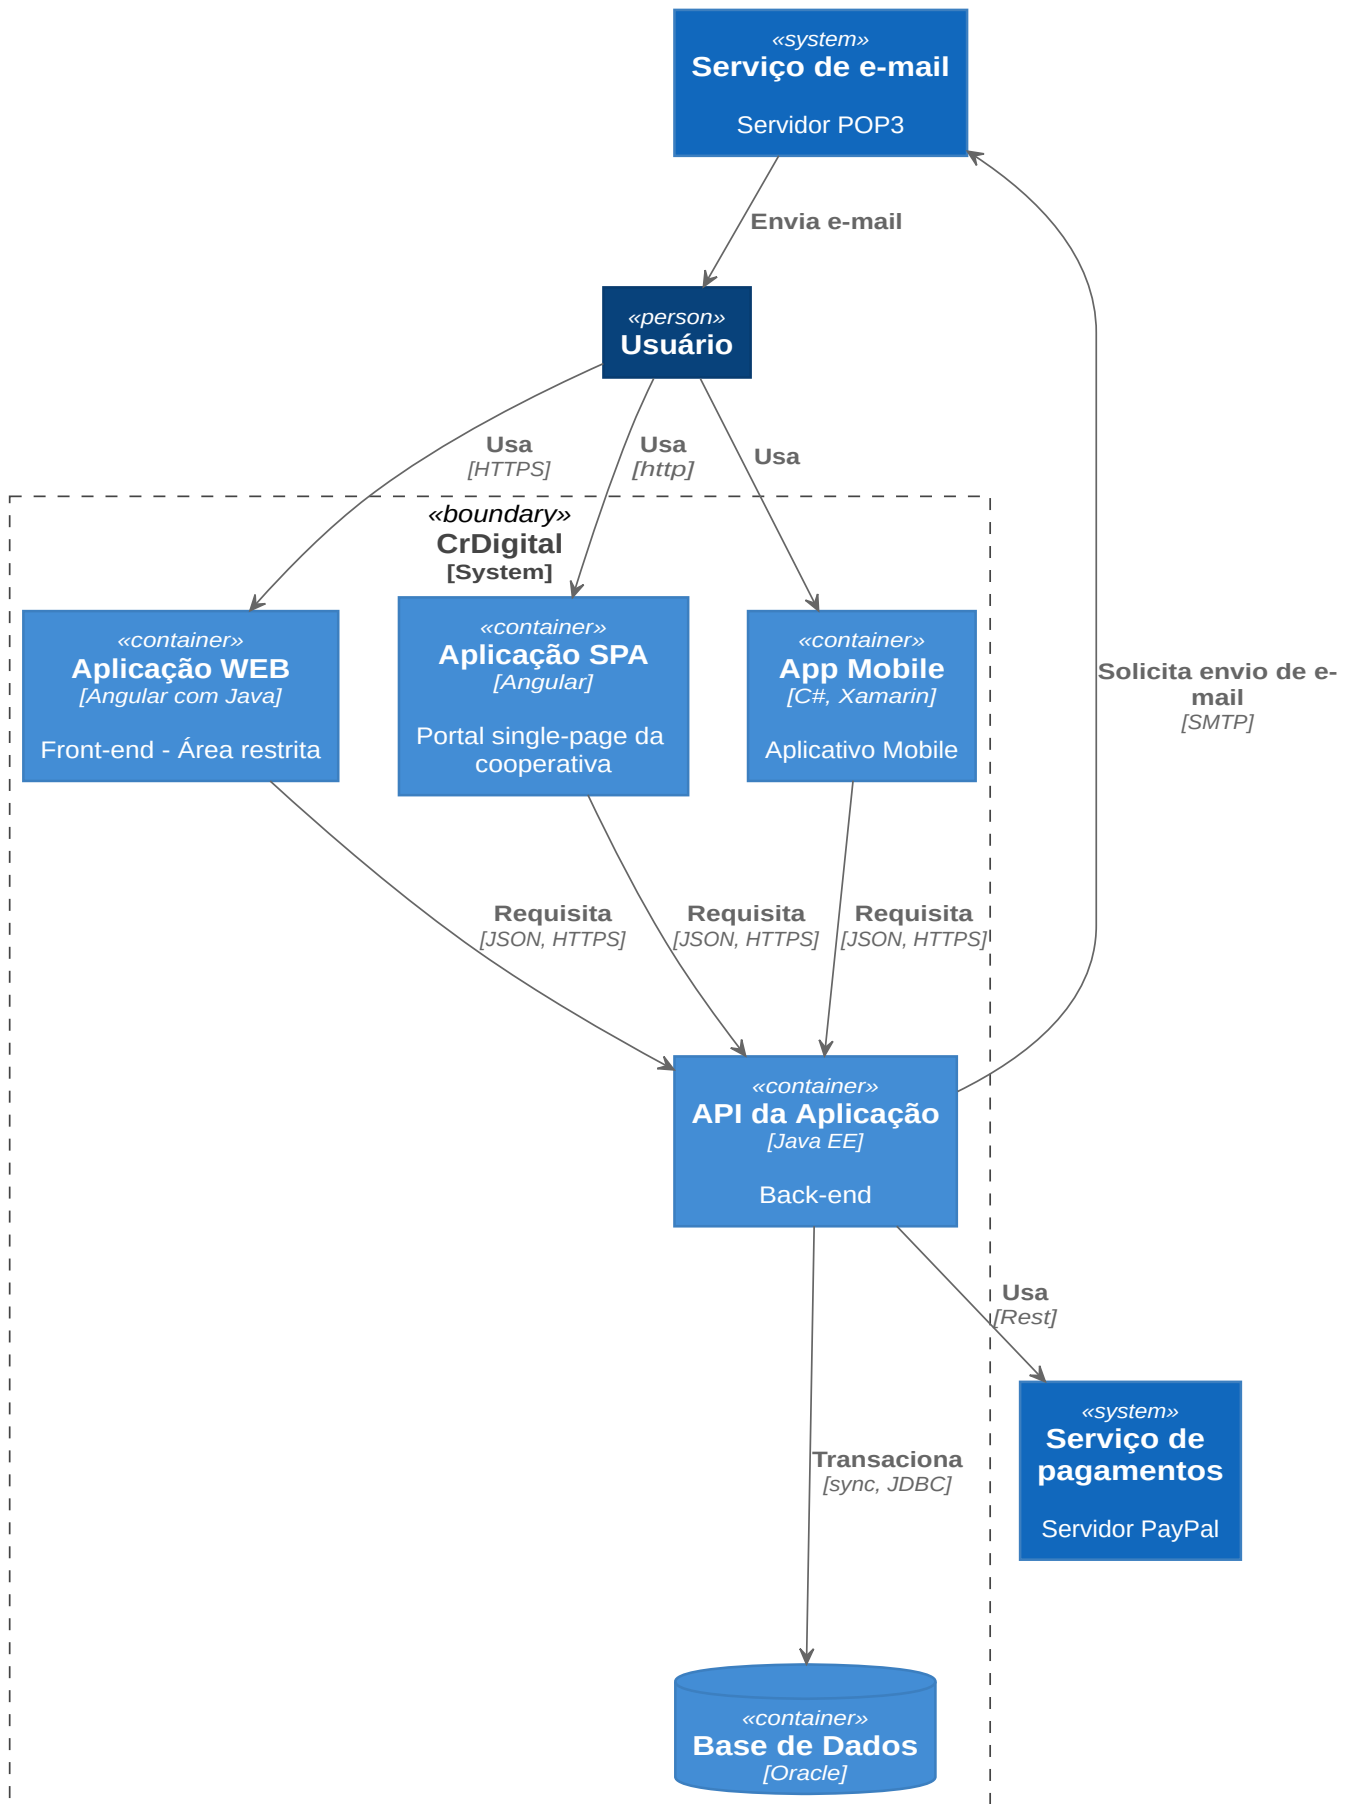 «system»
Serviço de e-mail
Servidor POP3
Envia e-mail
«person»
Usuário
Usa
[HTTPS]
Usa
[http]
Usa
«boundary»
CrDigital
[System]
«container»
Aplicação WEB
[Angular com Java]
Front-end - Área restrita
«container»
Aplicação SPA
[Angular]
Portal single-page da
cooperativa
«container»
App Mobile
[C#, Xamarin]
Aplicativo Mobile
Solicita envio de e-
mail
[SMTP]
Requisita
[JSON, HTTPS]
Requisita
[JSON, HTTPS]
Requisita
[JSON, HTTPS]
«container»
API da Aplicação
[Java EE]
Back-end
Usa
[Rest]
«system»
Serviço de
pagamentos
Servidor PayPal
Transaciona
[sync, JDBC]
«container»
Base de Dados
[Oracle]